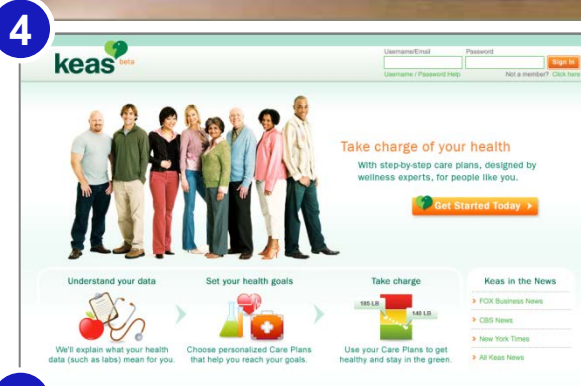 4
keas beta
Username/Email Password
Sign In
Username / Password Help Not a member? Click here
Take charge of your health
With step-by-step care plans, designed by
wellness experts, for people like you.
Get Started Today >
Understand your data
We'll explain what your health
data (such as labs) mean for you.
Set your health goals
Choose personalized Care Plans
that help you reach your goals.
Take charge
185 LB
140 LB
Use your Care Plans to get
healthy and stay in the green.
Keas in the News
> FOX Business News
> CBS News
> New York Times
> All Keas News